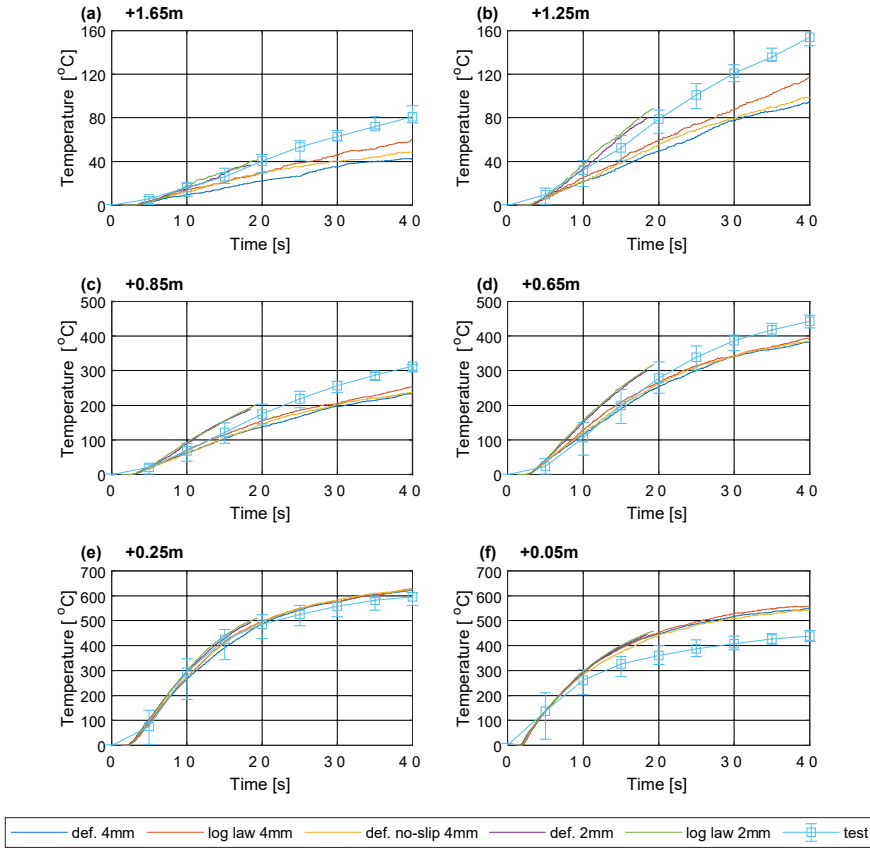 (a) +1.65m (b) +1.25m
160 160
120 120
80 80
40 40
0 0
Temperature [°C] Temperature [°C]
0 10 20 30 40 0 10 20 30 40
Time [s] Time [s]
(c) +0.85m (d) +0.65m
500 500
400 400
300 300
200 200
100 100
0 0
Temperature [°C] Temperature [°C]
0 10 20 30 40 0 10 20 30 40
Time [s] Time [s]
(e) +0.25m (f) +0.05m
700 700
600 600
500 500
400 400
300 300
200 200
100 100
0 0
Temperature [°C] Temperature [°C]
0 10 20 30 40 0 10 20 30 40
Time [s] Time [s]
def. 4mm log law 4mm def. no-slip 4mm def. 2mm log law 2mm test